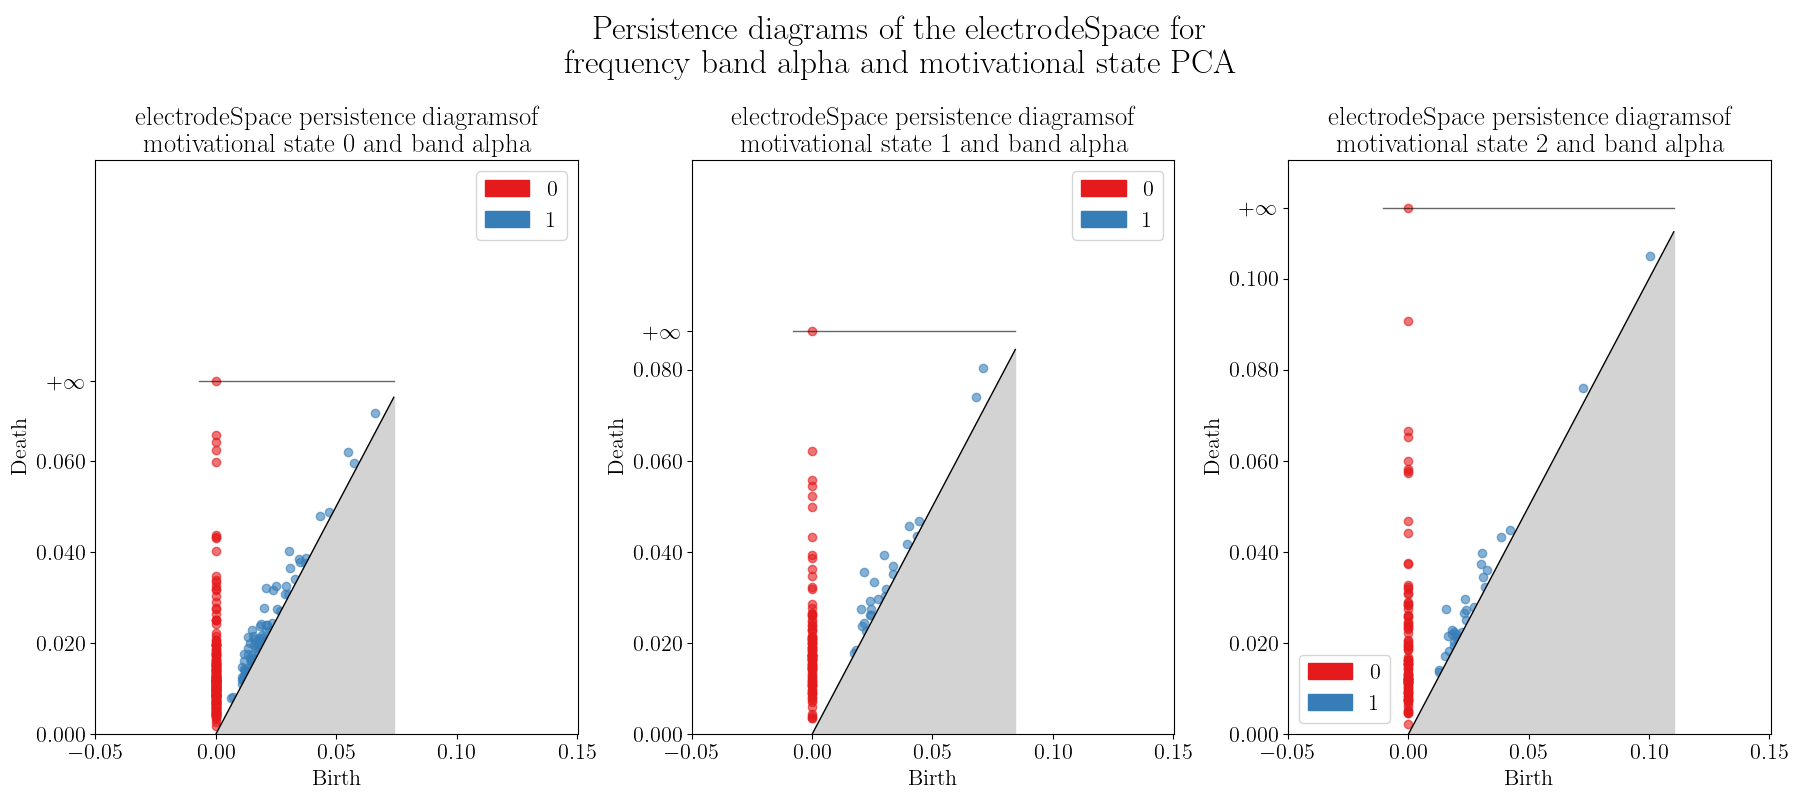 Persistence diagrams of the electrodeSpace for
frequency band alpha and motivational state PCA
electrodeSpace persistence diagramsof
motivational state 0 and band alpha
0
1
+∞
0.060
0.040
0.020
0.000
Death
−0.05
0.00
0.05
0.10
0.15
Birth
electrodeSpace persistence diagramsof
motivational state 1 and band alpha
0
1
+∞
0.080
0.060
0.040
0.020
0.000
Death
−0.05
0.00
0.05
0.10
0.15
Birth
electrodeSpace persistence diagramsof
motivational state 2 and band alpha
+∞
0.100
0.080
0.060
0.040
0.020
0.000
Death
0
1
−0.05
0.00
0.05
0.10
0.15
Birth